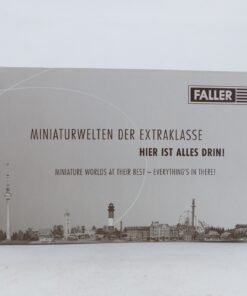 FALLER
MINIATURWELTEN DER EXTRAKLASSE
HIER IST ALLES DRIN!
MINIATURE WORLDS AT THEIR BEST – EVERYTHING'S IN THERE!